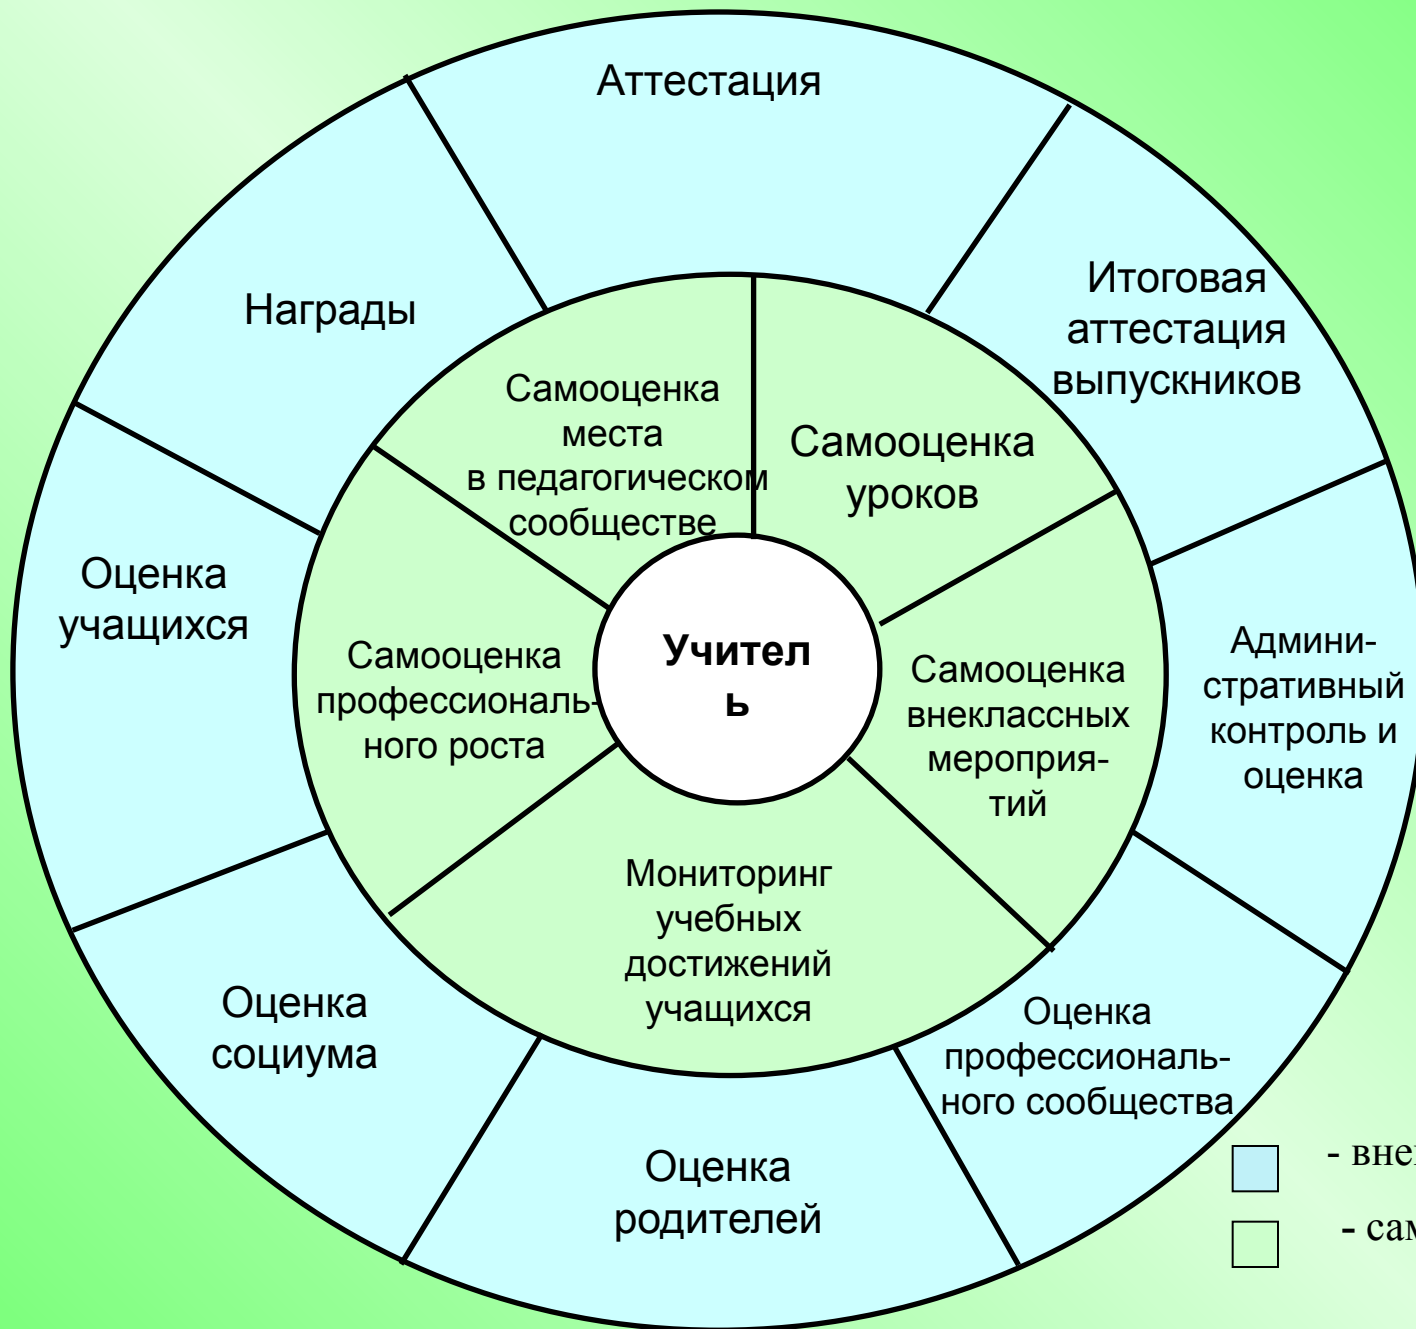 Аттестация
Итоговая
аттестация
выпускников
Награды
Самооценка
места
в педагогическом
сообществе
Самооценка
уроков
Оценка
учащихся
Самооценка
профессиональ-
ного роста
Учител
ь
Самооценка
внеклассных
мероприя-
тий
Админи-
стративный
контроль и
оценка
Мониторинг
учебных
достижений
учащихся
Оценка
социума
Оценка
профессиональ-
ного сообщества
Оценка
родителей
-
-